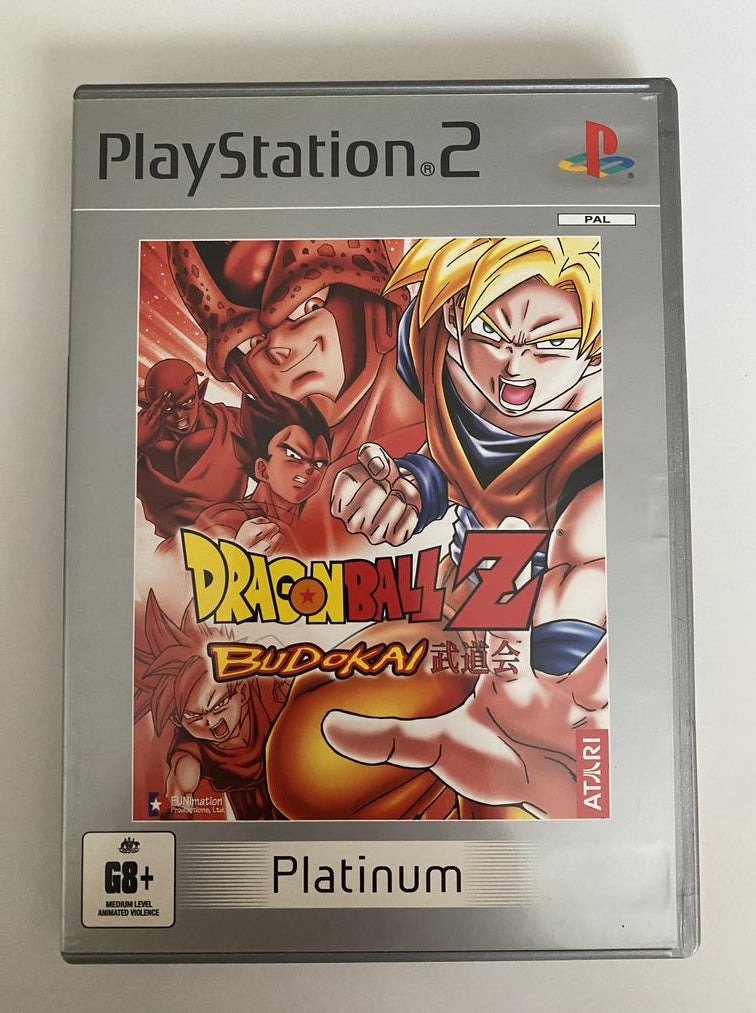 PlayStation®2
®
PAL
DRAGONBALL Z®
BUDOKAI 武道会
ATARI
FUNimation
Productions, Ltd.
G8+
MEDIUM LEVEL
ANIMATED VIOLENCE
Platinum